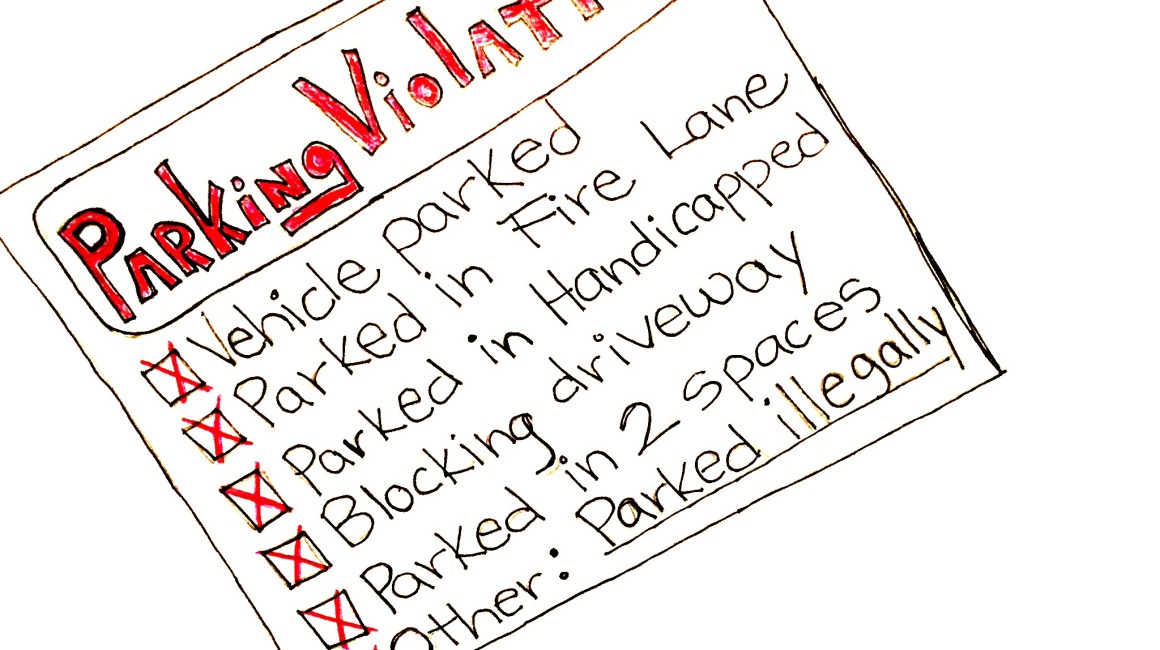 Parking Violati
Vehicle parked
Parked in Fire Lane
Parked in Handicapped
Blocking driveway
Parked in 2 spaces
Other: Parked illegally